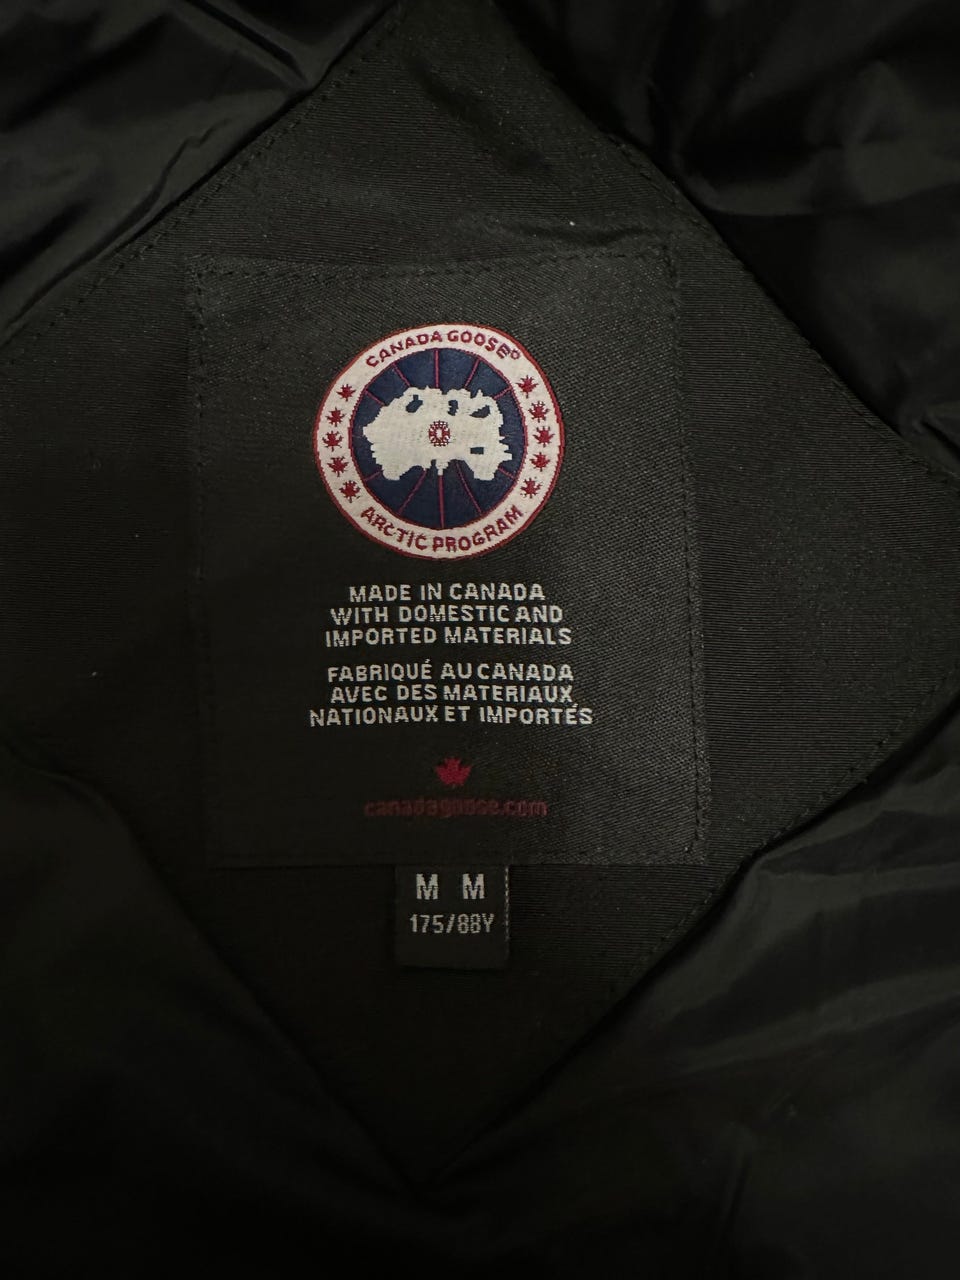 CANADA GOOSE®
ARCTIC PROGRAM
MADE IN CANADA
WITH DOMESTIC AND
IMPORTED MATERIALS
FABRIQUÉ AU CANADA
AVEC DES MATERIAUX
NATIONAUX ET IMPORTÉS
canadagoose.com
M M
175/88Y